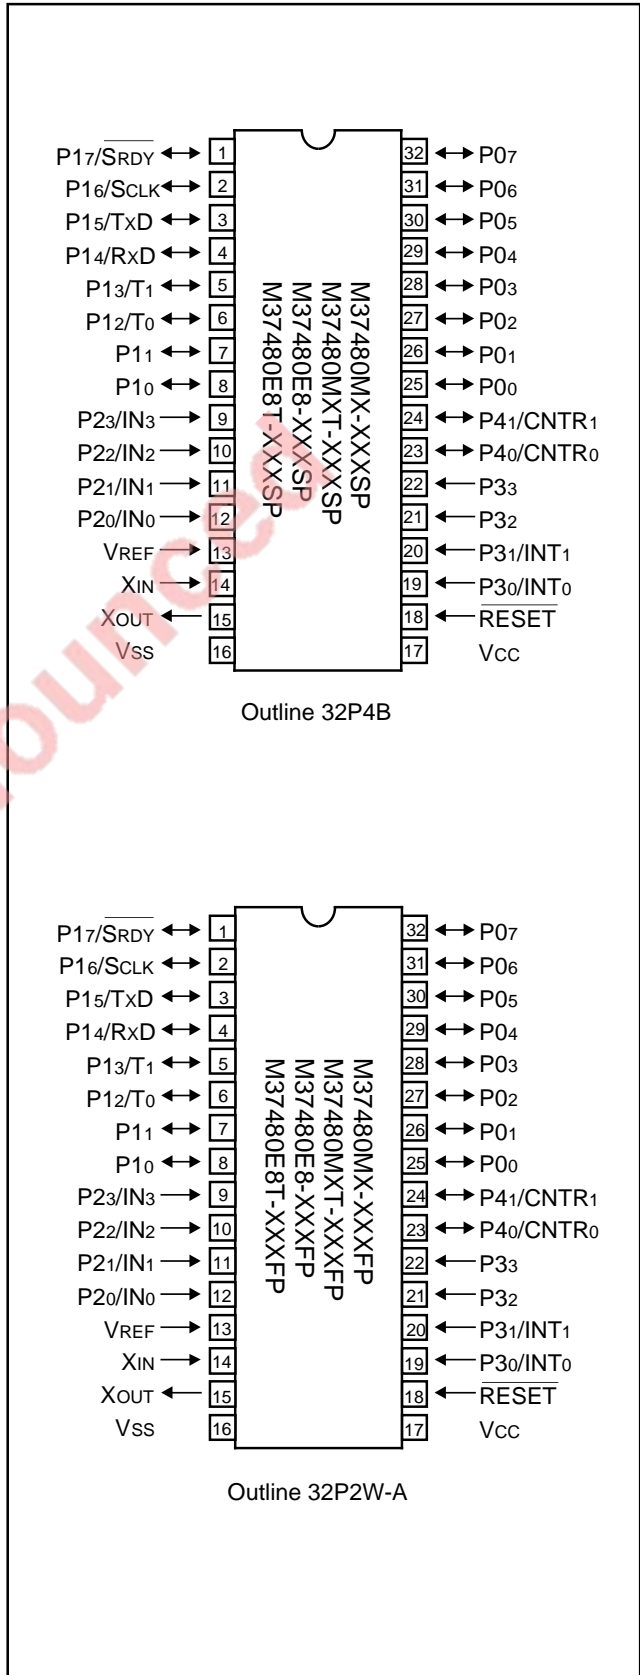 P17/SRDY 1 32 P07
P16/SCLK 2 31 P06
P15/TXD 3 30 P05
P14/RXD 4 29 P04
P13/T1 5 28 P03
P12/T0 6 27 P02
P11 7 26 P01
P10 8 25 P00
P23/IN3 9 24 P41/CNTR1
P22/IN2 10 23 P40/CNTR0
P21/IN1 11 22 P33
P20/IN0 12 21 P32
VREF 13 20 P31/INT1
XIN 14 19 P30/INT0
XOUT 15 18 RESET
VSS 16 17 VCC
M37480MX-XXXSP
M37480MXT-XXXSP
M37480E8-XXXSP
M37480E8T-XXXSP
Outline 32P4B
P17/SRDY 1 32 P07
P16/SCLK 2 31 P06
P15/TXD 3 30 P05
P14/RXD 4 29 P04
P13/T1 5 28 P03
P12/T0 6 27 P02
P11 7 26 P01
P10 8 25 P00
P23/IN3 9 24 P41/CNTR1
P22/IN2 10 23 P40/CNTR0
P21/IN1 11 22 P33
P20/IN0 12 21 P32
VREF 13 20 P31/INT1
XIN 14 19 P30/INT0
XOUT 15 18 RESET
VSS 16 17 VCC
M37480MX-XXXFP
M37480MXT-XXXFP
M37480E8-XXXFP
M37480E8T-XXXFP
Outline 32P2W-A
ounced